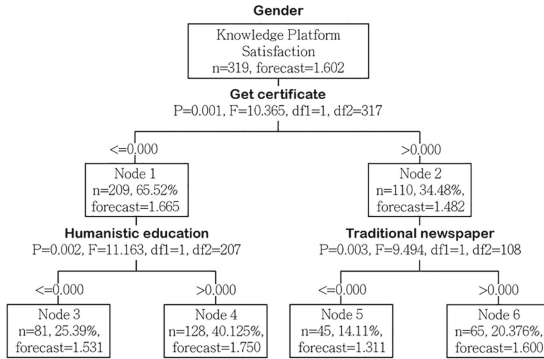 Gender
Knowledge Platform
Satisfaction
n=319, forecast=1.602
Get certificate
P=0.001, F=10.365, df1=1, df2=317
<=0.000
>0.000
Node 1
n=209, 65.52%
forecast=1.665
Node 2
n=110, 34.48%
forecast=1.482
Humanistic education
P=0.002, F=11.163, df1=1, df2=207
Traditional newspaper
P=0.003, F=9.494, df1=1, df2=108
<=0.000
>0.000
<=0.000
>0.000
Node 3
n=81, 25.39%
forecast=1.531
Node 4
n=128, 40.125%
forecast=1.750
Node 5
n=45, 14.11%
forecast=1.311
Node 6
n=65, 20.376%
forecast=1.600